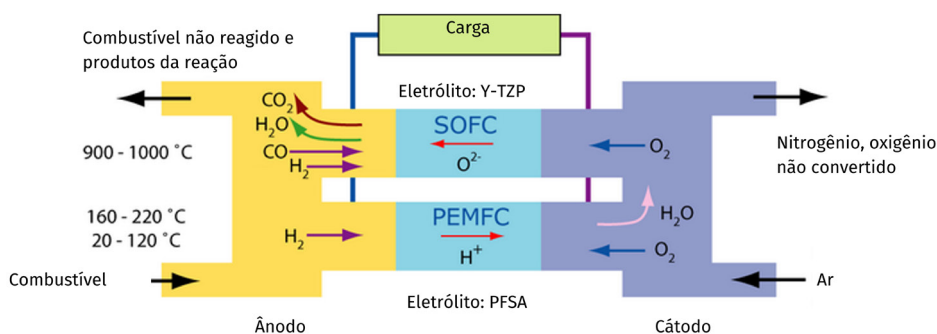 Carga
Combustível não reagido e
produtos da reação
Eletrólito: Y-TZP
CO₂
H₂O
CO
H₂
900 - 1000 °C
SOFC
O²⁻
O₂
Nitrogênio, oxigênio
não convertido
160 - 220 °C
20 - 120 °C
H₂
PEMFC
H⁺
H₂O
O₂
Combustível
Ar
Eletrólito: PFSA
Ânodo
Cátodo